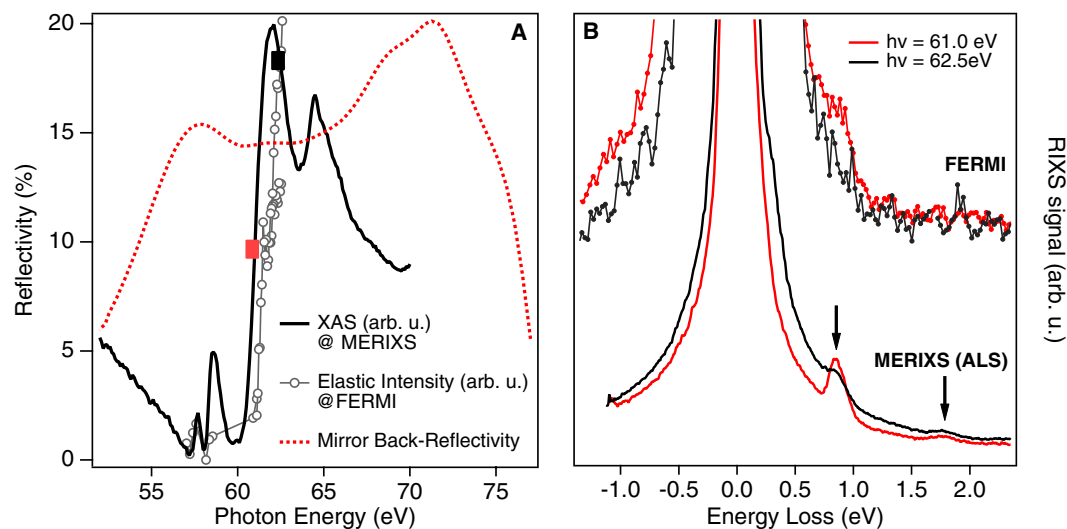 A
20
15
10
5
0
Reflectivity (%)
XAS (arb. u.)
@ MERIXS
Elastic Intensity (arb. u.)
@FERMI
Mirror Back-Reflectivity
55
60
65
70
75
Photon Energy (eV)
B
hν = 61.0 eV
hν = 62.5eV
FERMI
MERIXS (ALS)
RIXS signal (arb. u.)
-1.0
-0.5
0.0
0.5
1.0
1.5
2.0
Energy Loss (eV)